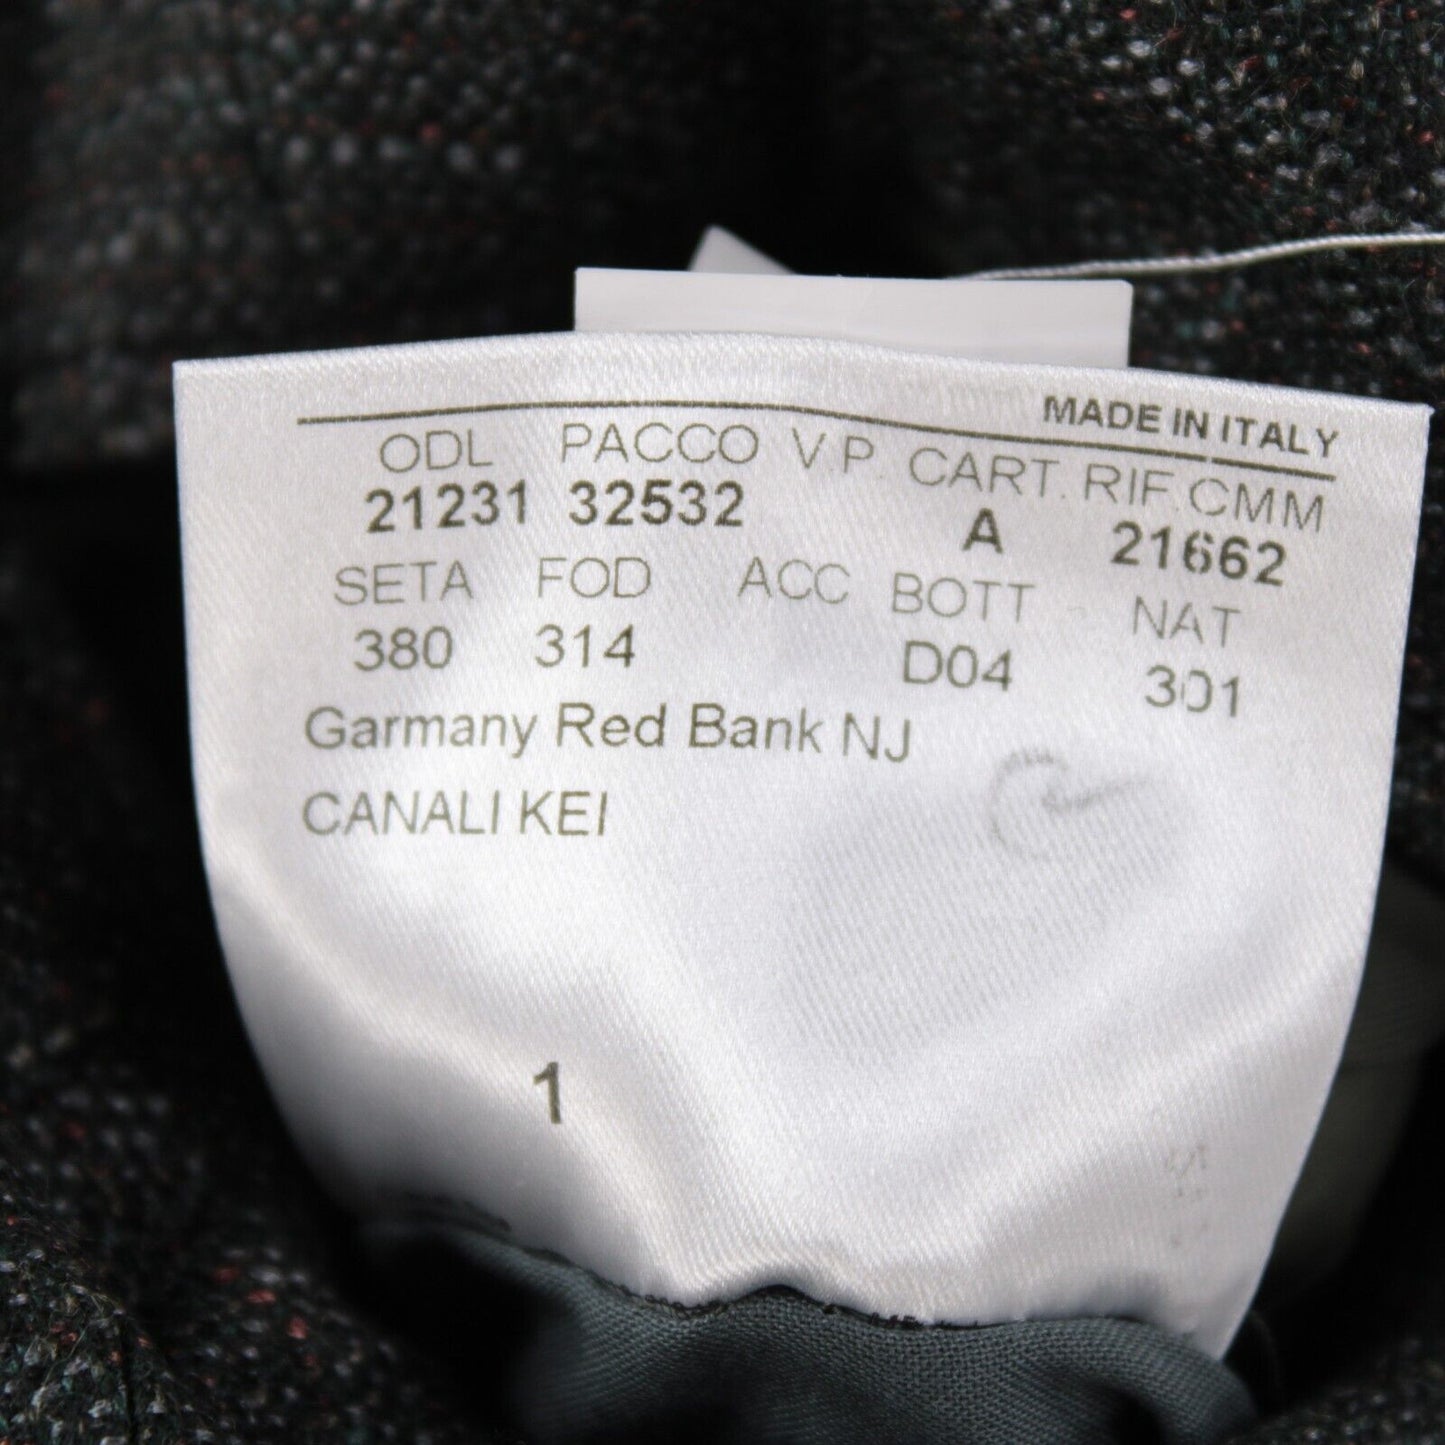 MADE IN ITALY
ODL PACCO V.P. CART. RIF.CMM
21231 32532 A 21662
SETA FOD ACC BOTT NAT
380 314 D04 301
Garmany Red Bank NJ
CANALI KEI
1